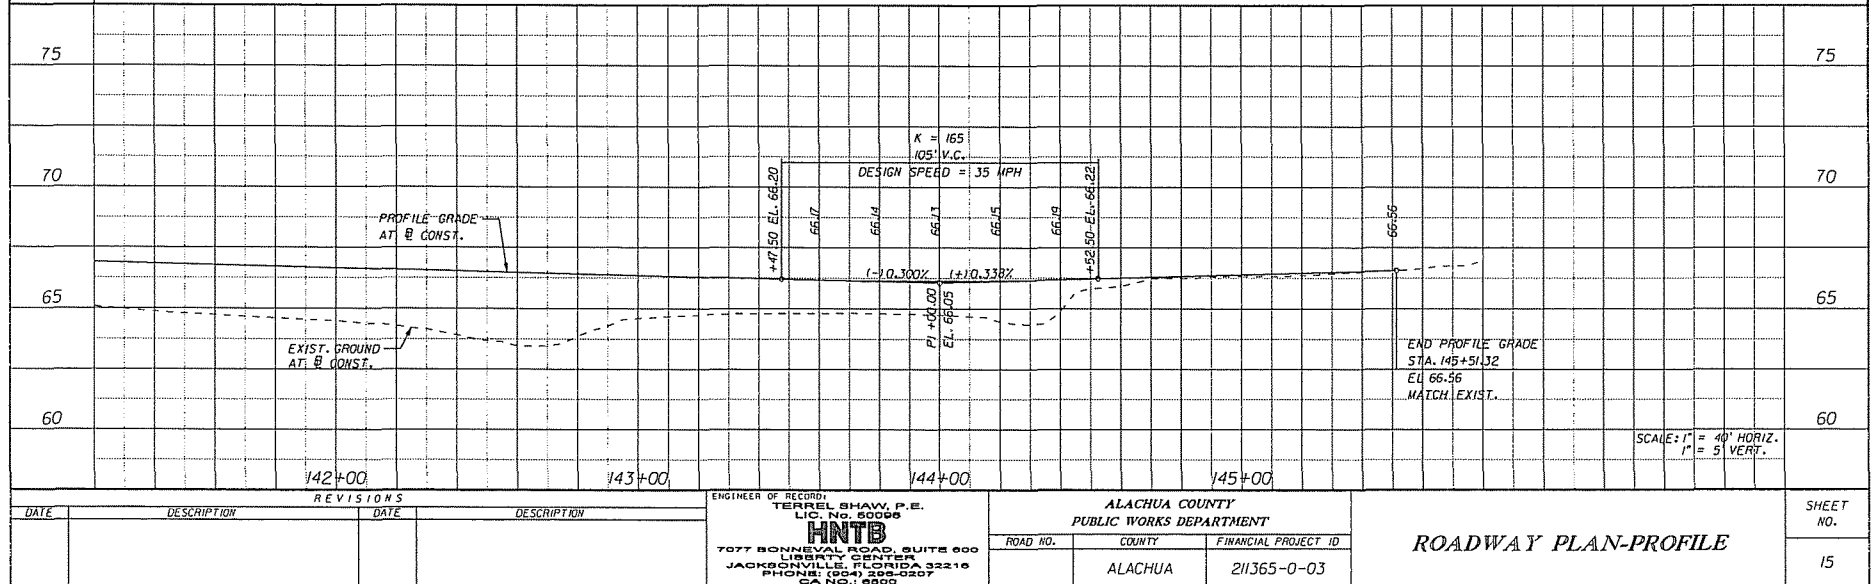 75
75
K = 165
105' V.C.
DESIGN SPEED = 35 MPH
70
70
+47.50 EL. 66.20
66.17
66.14
66.13
66.15
66.19
+52.50 EL. 66.22
66.56
PROFILE GRADE
AT ℄ CONST.
(-)0.300%
(+)0.338%
PI +00.00
EL. 66.05
65
65
EXIST. GROUND
AT ℄ CONST.
END PROFILE GRADE
STA. 145+51.32
EL 66.56
MATCH EXIST.
60
60
SCALE: 1" = 40' HORIZ.
1" = 5' VERT.
142+00
143+00
144+00
145+00
REVISIONS
DATE
DESCRIPTION
DATE
DESCRIPTION
ENGINEER OF RECORD:
TERREL SHAW, P.E.
LIC. No. 50096
HNTB
7077 BONNEVAL ROAD, SUITE 600
LIBERTY CENTER
JACKSONVILLE, FLORIDA 32216
PHONE: (904) 296-0207
CA NO.: 6500
ALACHUA COUNTY
PUBLIC WORKS DEPARTMENT
ROAD NO.
COUNTY
FINANCIAL PROJECT ID
ALACHUA
211365-0-03
ROADWAY PLAN-PROFILE
SHEET
NO.
15